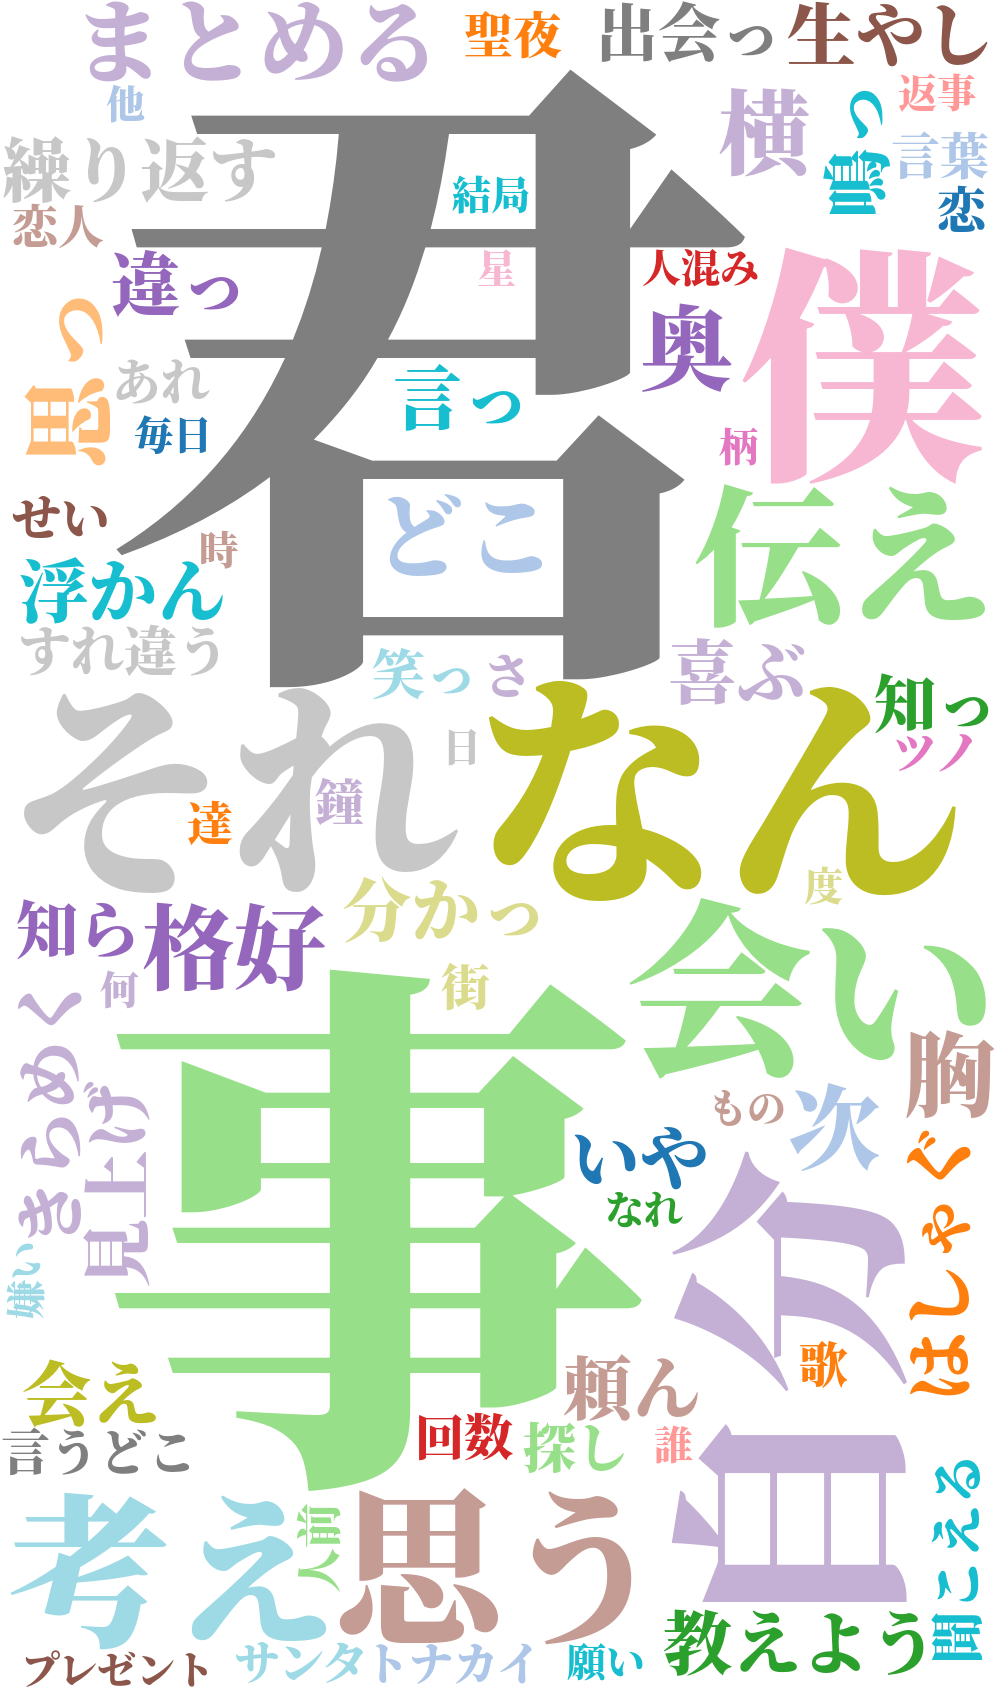 まとめる
聖夜
出会っ
生やし
他
横
謳っ
返事
言葉
恋
繰り返す
恋人
君
結局
星
人混み
違っ
奥
僕
思っ
あれ
毎日
言っ
柄
せい
時
どこ
伝え
浮かん
すれ違う
笑っ
さ
喜ぶ
知っ
ツノ
それ
日
なん
達
鐘
度
知ら
格好
分かっ
会い
何
街
きらめく
見上げ
事
胸
もの
次
いや
なれ
はしゃぐ
嫌い
自分
歌
会え
頼ん
言うどこ
回数
探し
誰
聞こえる
考え
人前
思う
教えよう
プレゼント
サンタ
トナカイ
願い